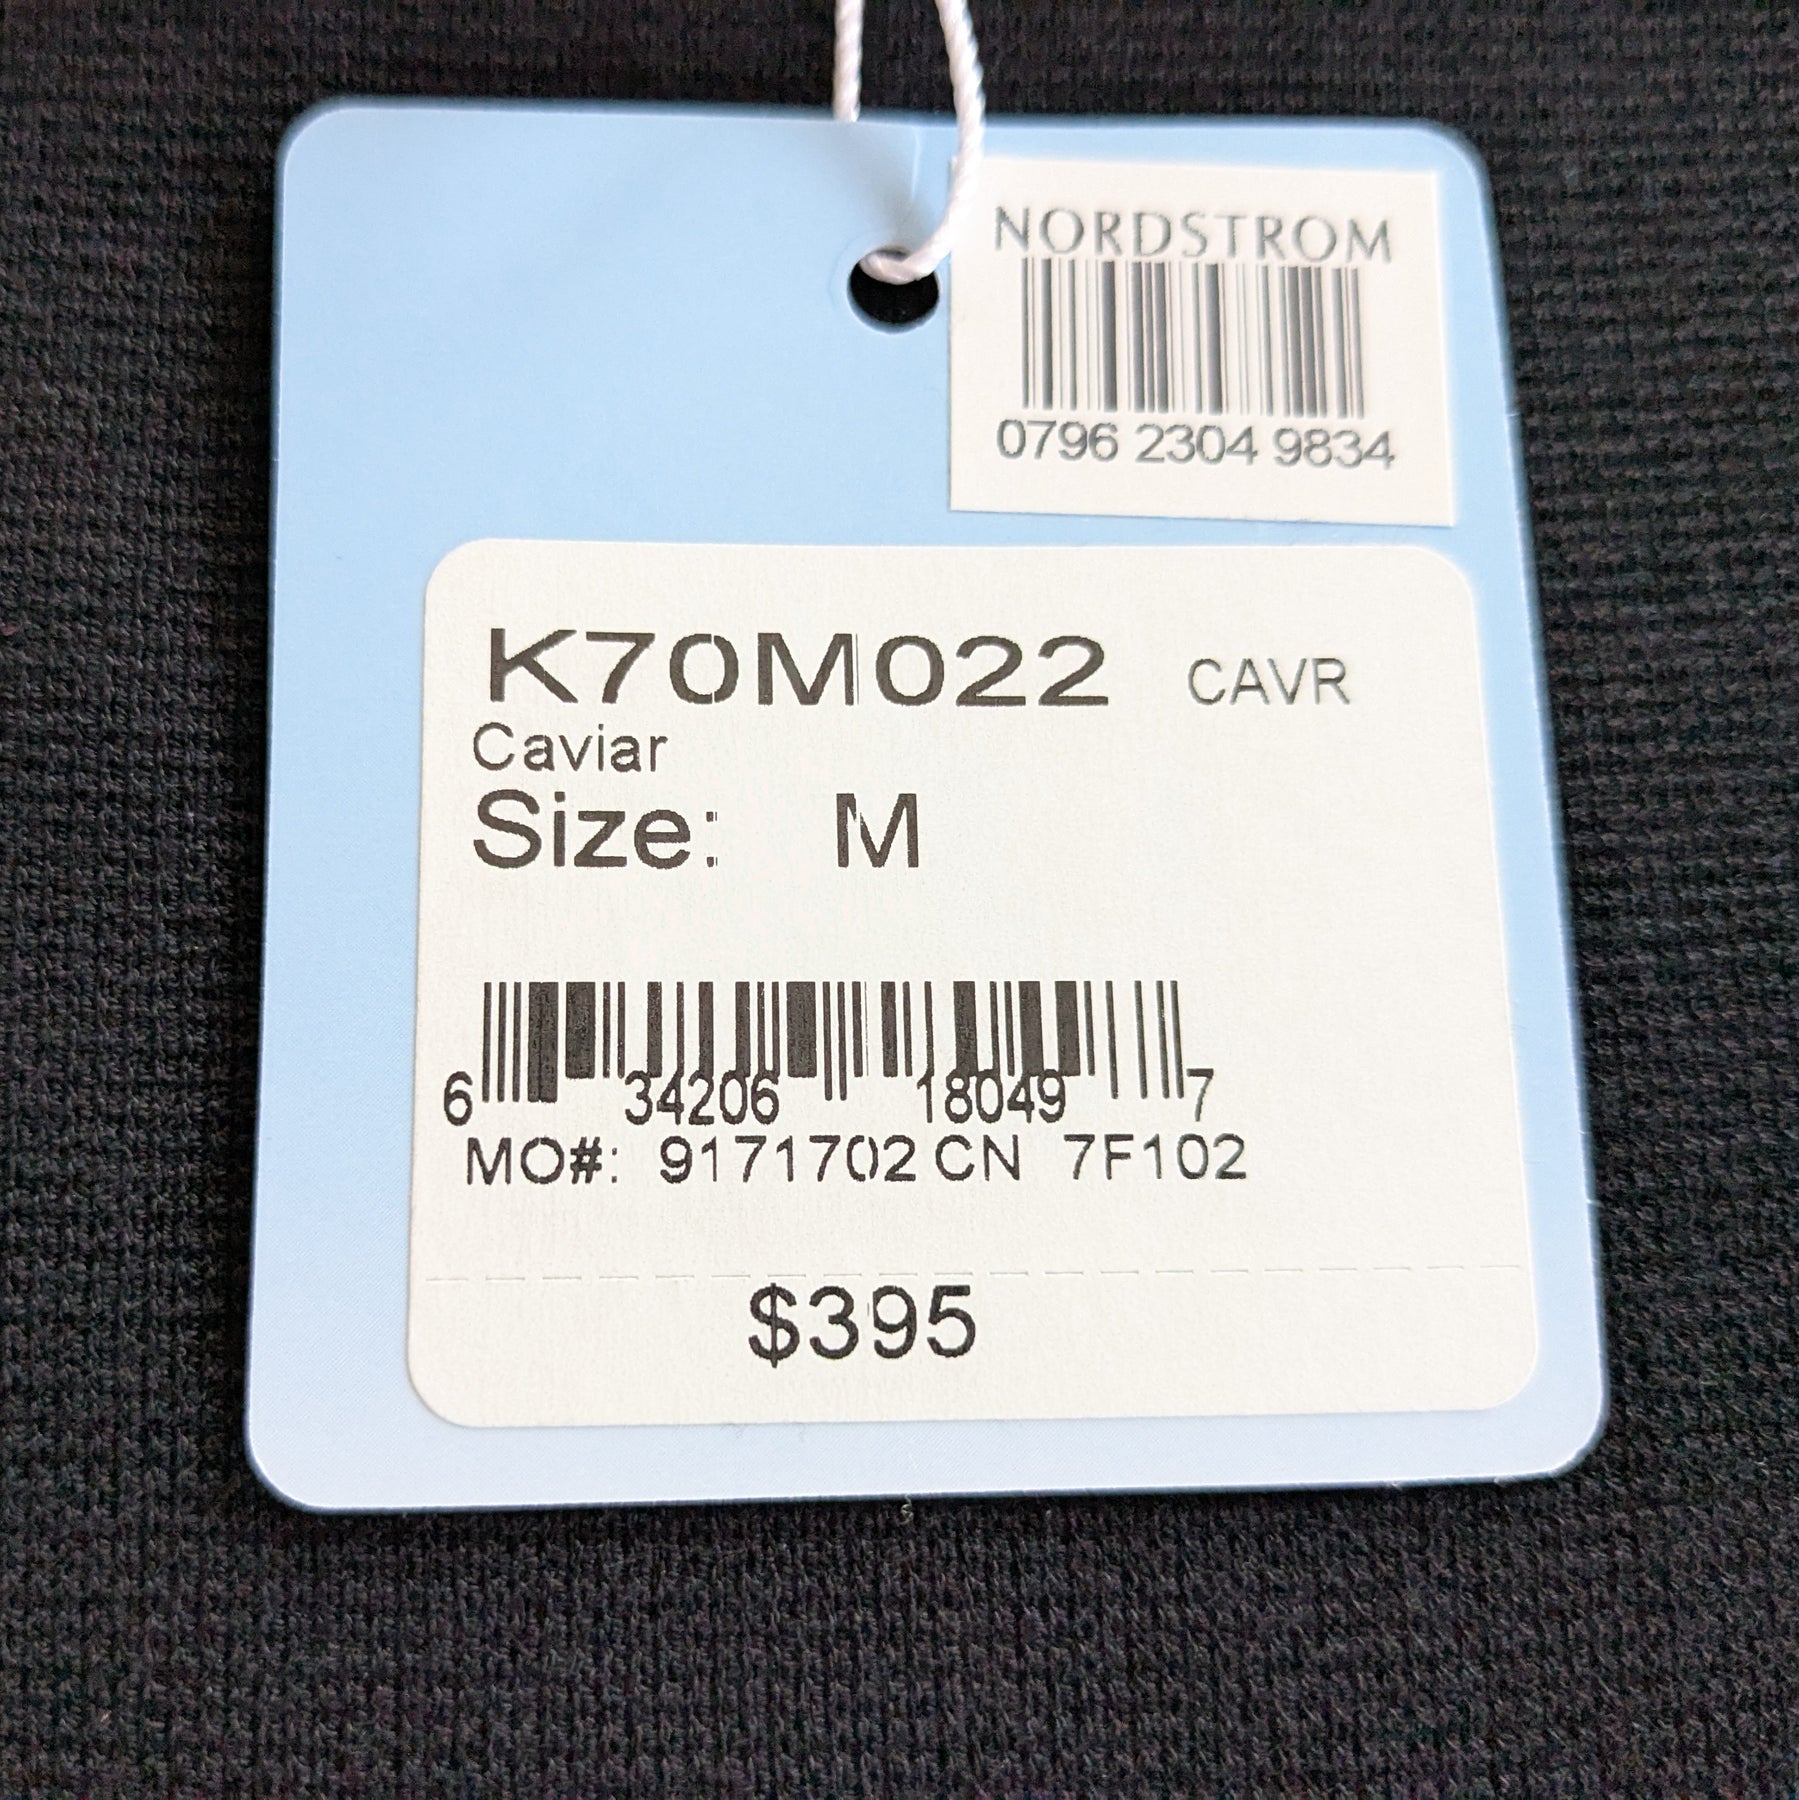 NORDSTROM
0796 2304 9834
K70M022 CAVR
Caviar
Size: M
6 34206 18049 7
MO#: 9171702 CN 7F102
$395